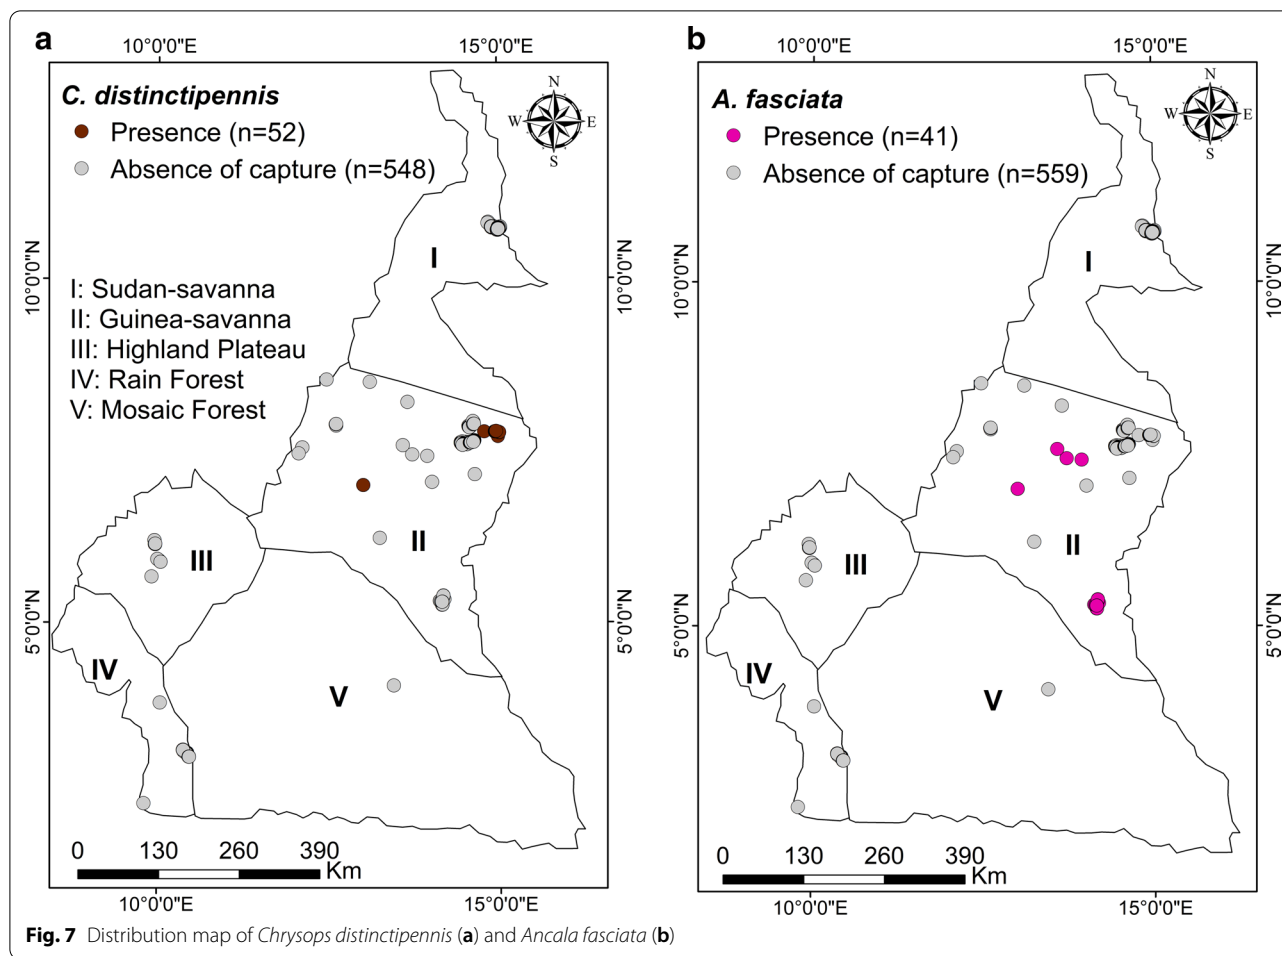 a
10°0'0"E 15°0'0"E
C. distinctipennis
Presence (n=52)
Absence of capture (n=548)
N
W E
S
10°0'0"N
10°0'0"N
I
I: Sudan-savanna
II: Guinea-savanna
III: Highland Plateau
IV: Rain Forest
V: Mosaic Forest
II
III
5°0'0"N
5°0'0"N
IV
V
0 130 260 390
Km
10°0'0"E 15°0'0"E
b
10°0'0"E 15°0'0"E
A. fasciata
Presence (n=41)
Absence of capture (n=559)
N
W E
S
10°0'0"N
10°0'0"N
I
II
III
5°0'0"N
5°0'0"N
IV
V
0 130 260 390
Km
10°0'0"E 15°0'0"E
Fig. 7 Distribution map of Chrysops distinctipennis (a) and Ancala fasciata (b)